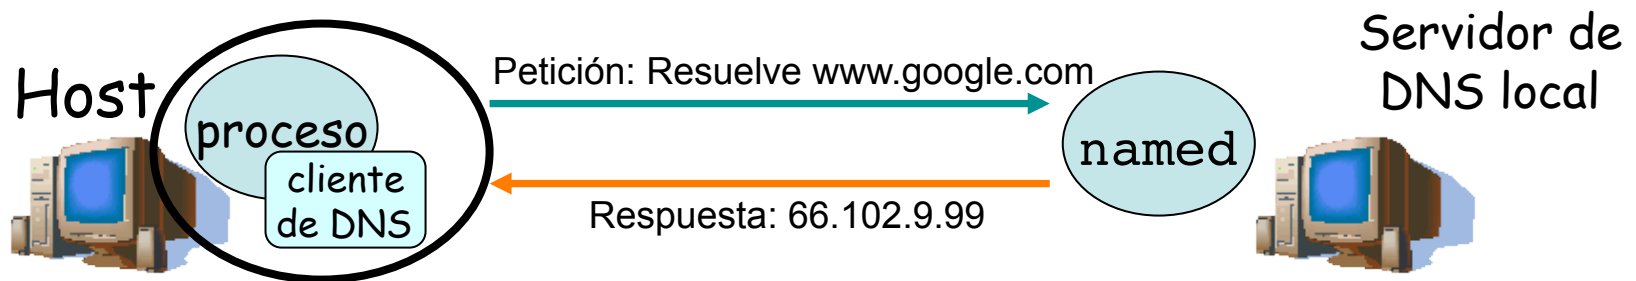 Host
proceso
cliente
de DNS
Petición: Resuelve www.google.com
Respuesta: 66.102.9.99
named
Servidor de
DNS local